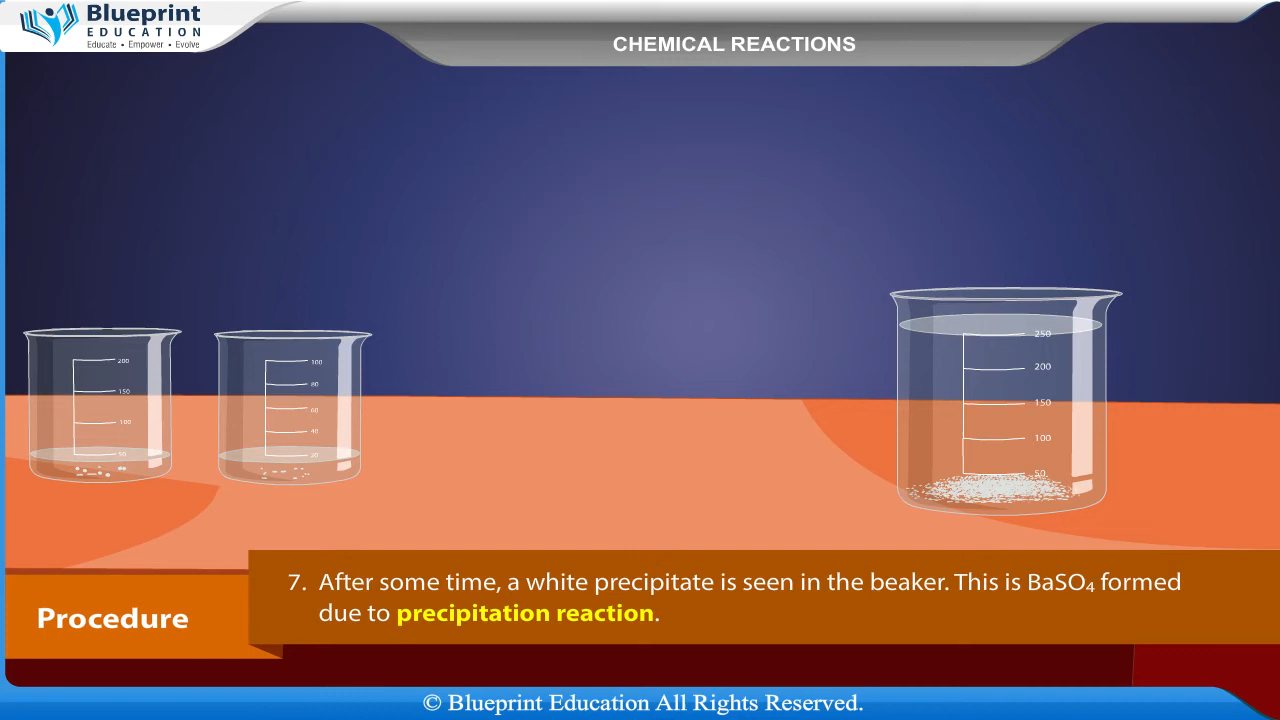 Blueprint
EDUCATION
Educate • Empower • Evolve
CHEMICAL REACTIONS
200
150
100
50
100
80
60
40
20
250
200
150
100
50
Procedure
7. After some time, a white precipitate is seen in the beaker. This is BaSO₄ formed
due to precipitation reaction.
© Blueprint Education All Rights Reserved.